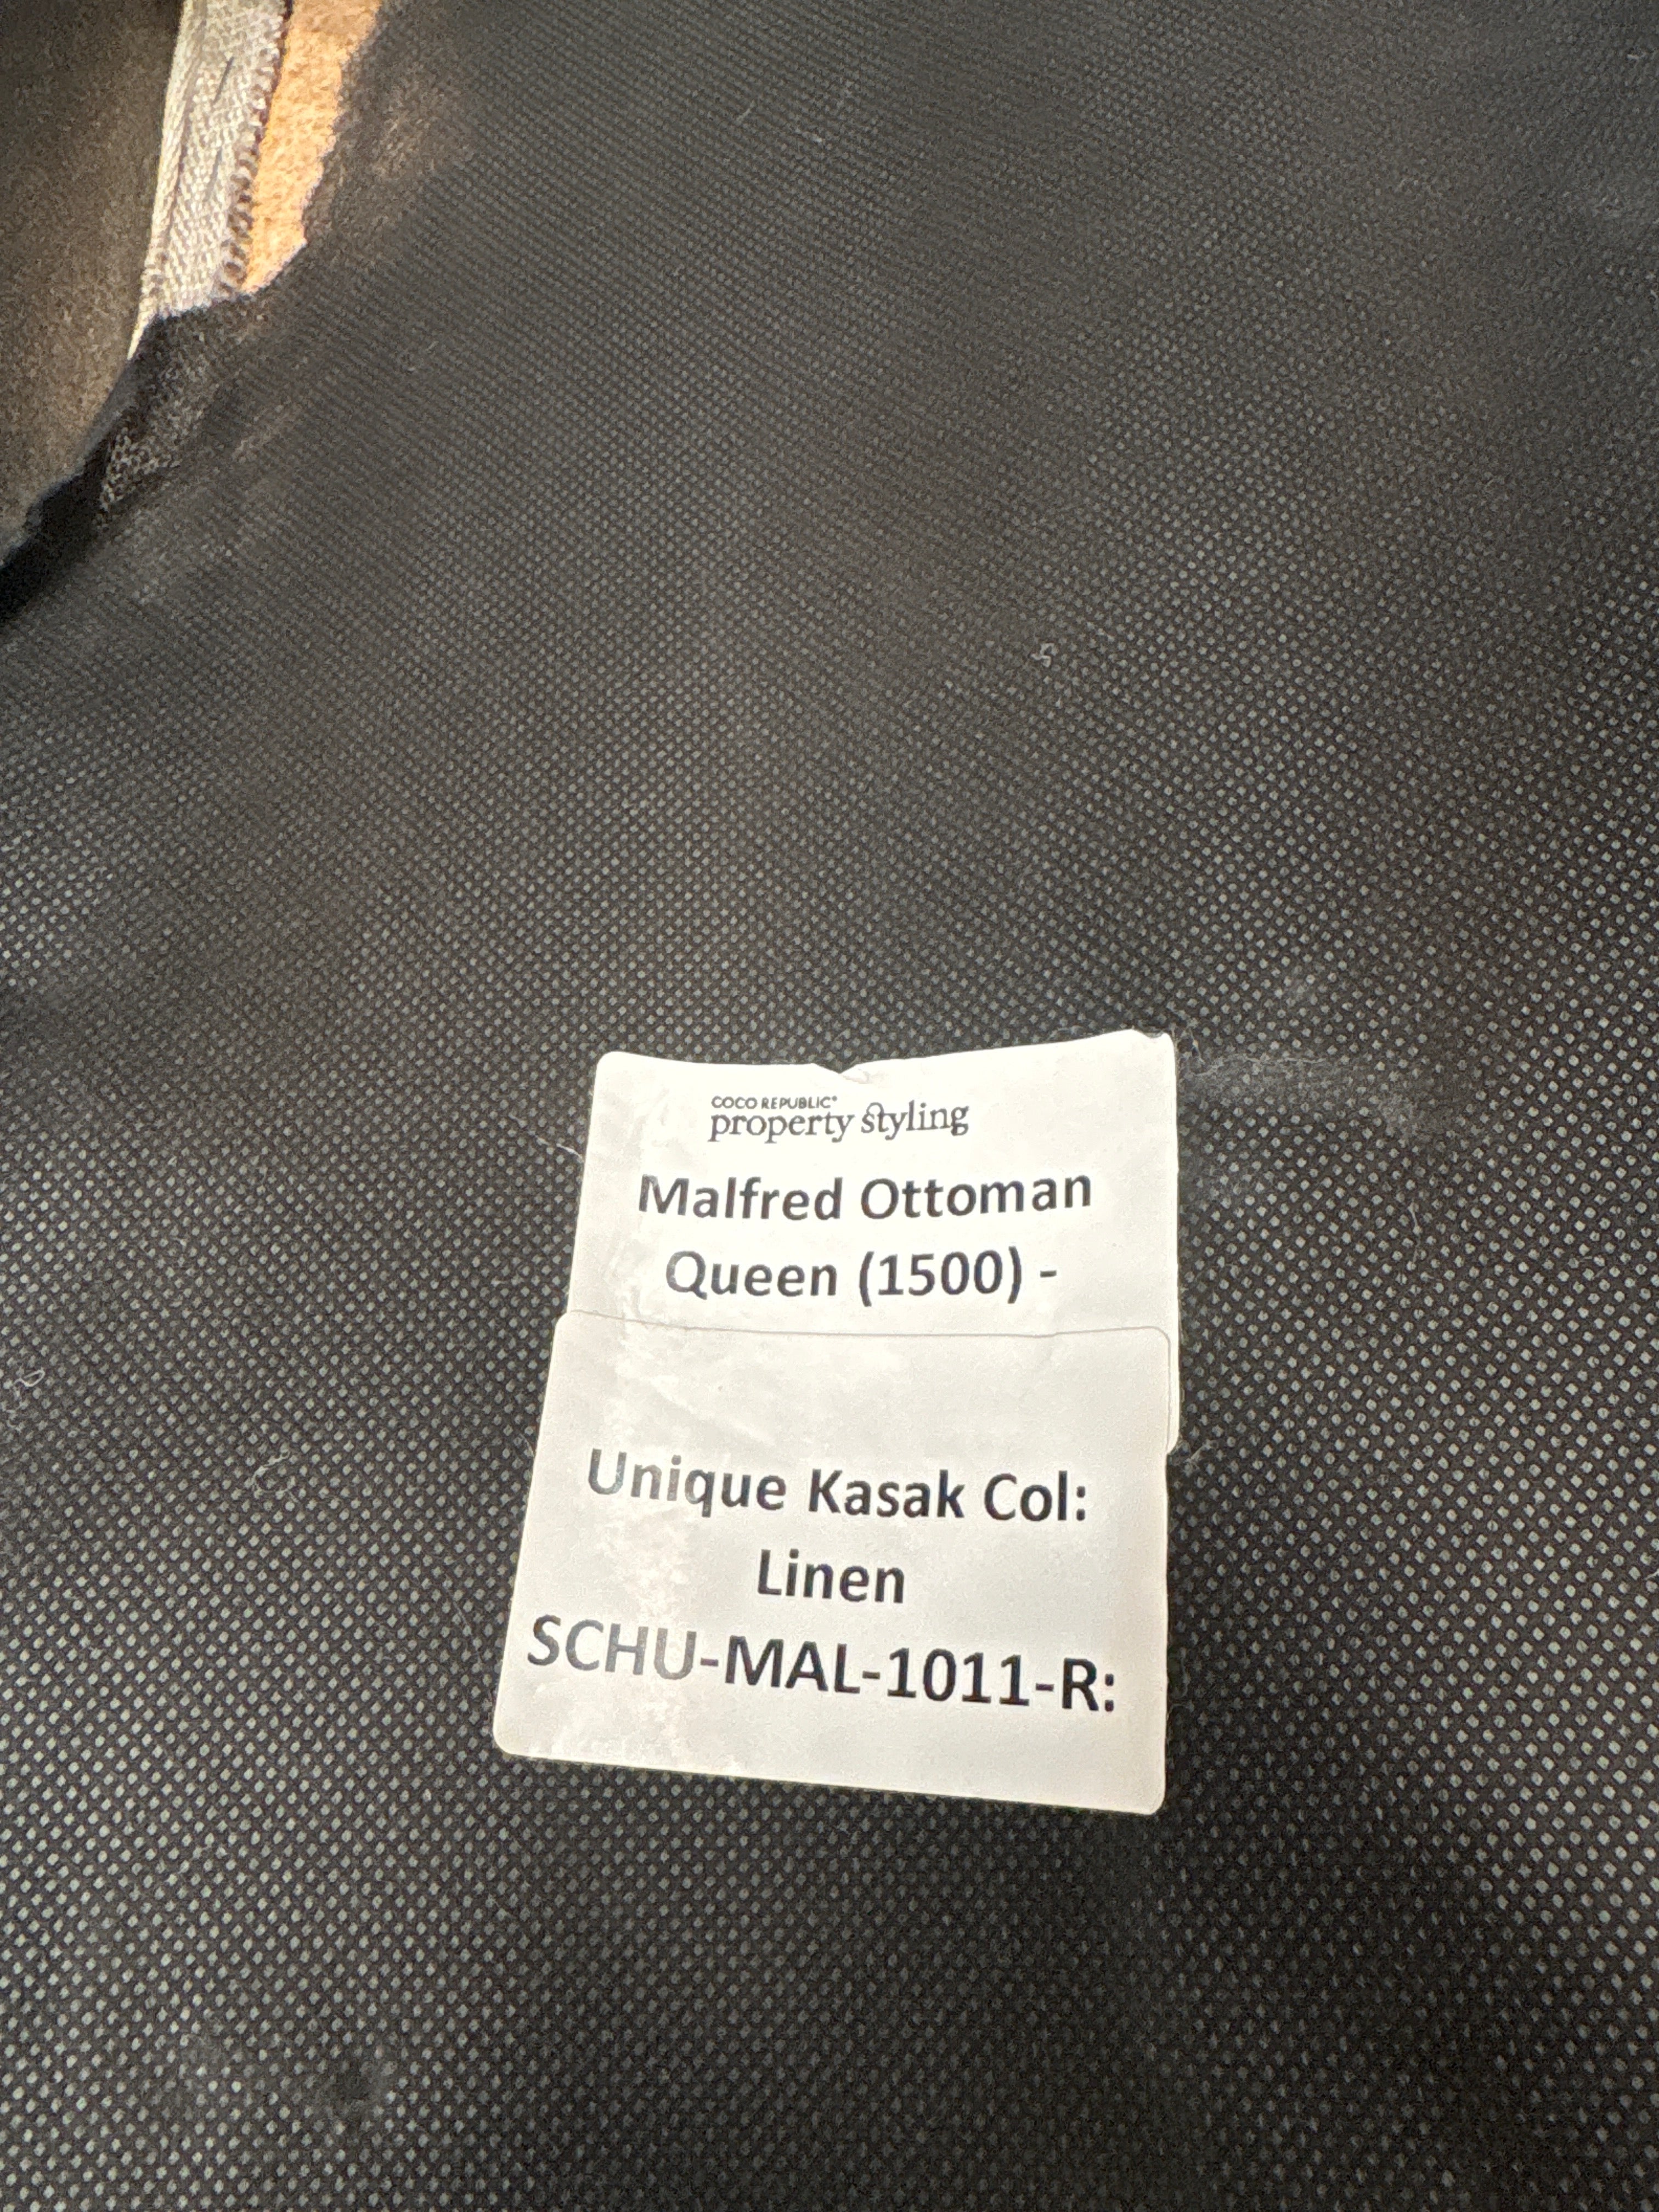 COCO REPUBLIC®
property styling
Malfred Ottoman
Queen (1500) -
Unique Kasak Col:
Linen
SCHU-MAL-1011-R: